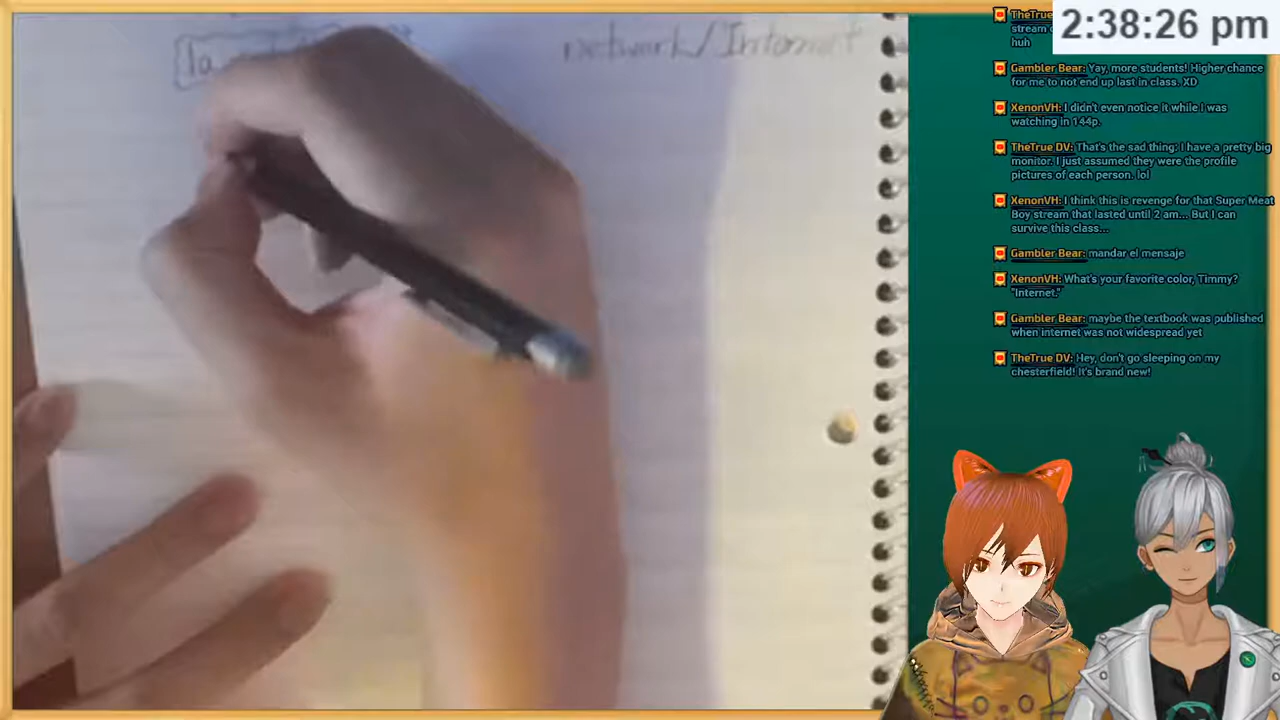 la
network/Internet
2:38:26 pm
TheTrue
stream
huh
Gambler Bear: Yay, more students! Higher chance
for me to not end up last in class. XD
XenonVH: I didn't even notice it while I was
watching in 144p.
TheTrue DV: That's the sad thing: I have a pretty big
monitor. I just assumed they were the profile
pictures of each person. lol
XenonVH: I think this is revenge for that Super Meat
Boy stream that lasted until 2 am... But I can
survive this class...
Gambler Bear: mandar el mensaje
XenonVH: What's your favorite color, Timmy?
"Internet."
Gambler Bear: maybe the textbook was published
when internet was not widespread yet
TheTrue DV: Hey, don't go sleeping on my
chesterfield! It's brand new!